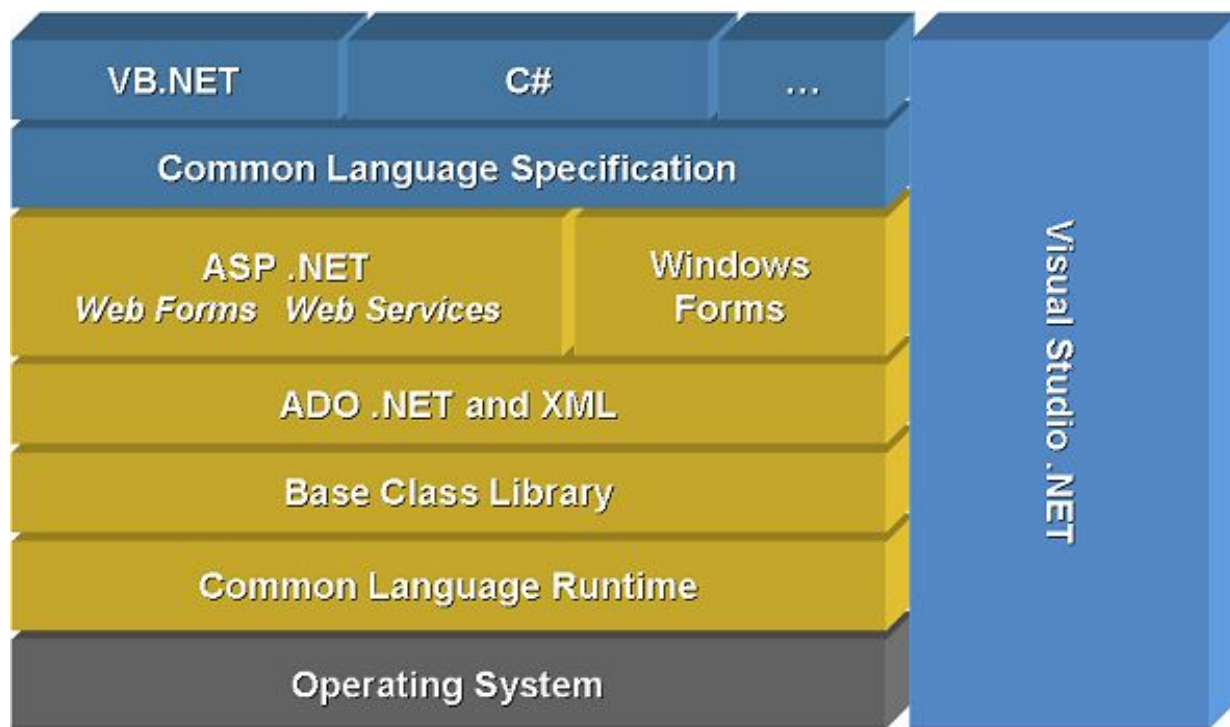 VB.NET
C#
...
Common Language Specification
ASP .NET
Web Forms Web Services
Windows
Forms
ADO .NET and XML
Base Class Library
Common Language Runtime
Operating System
Visual Studio .NET